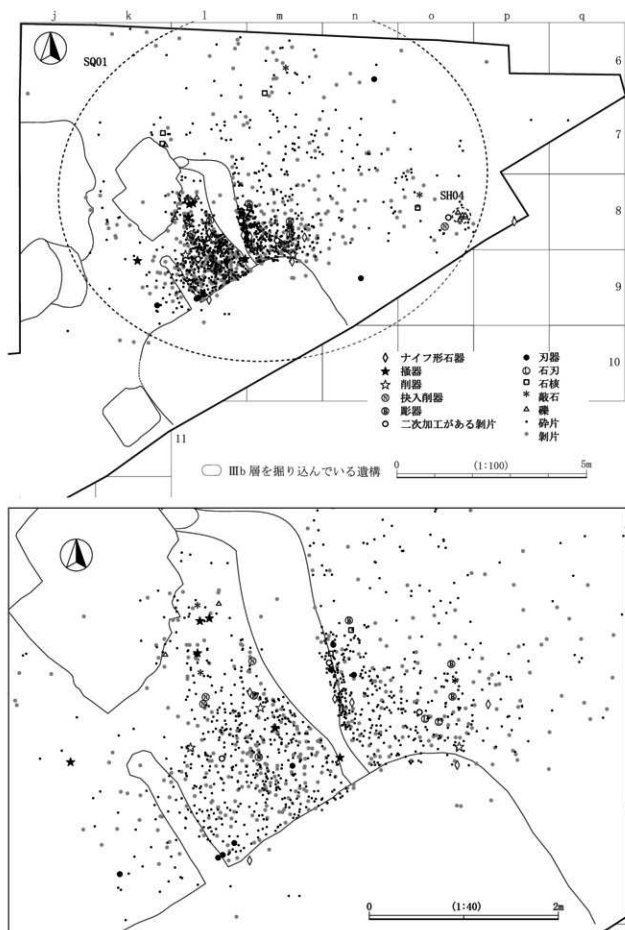 j k l m n o p q
SQ01
6
7
SH04
8
9
10
11
ナイフ形石器
掻器
削器
抉入削器
彫器
二次加工がある剥片
刃器
石刃
石核
敲石
礫
砕片
剥片
Ⅲb 層を掘り込んでいる遺構
0 (1:100) 5m
0 (1:40) 2m